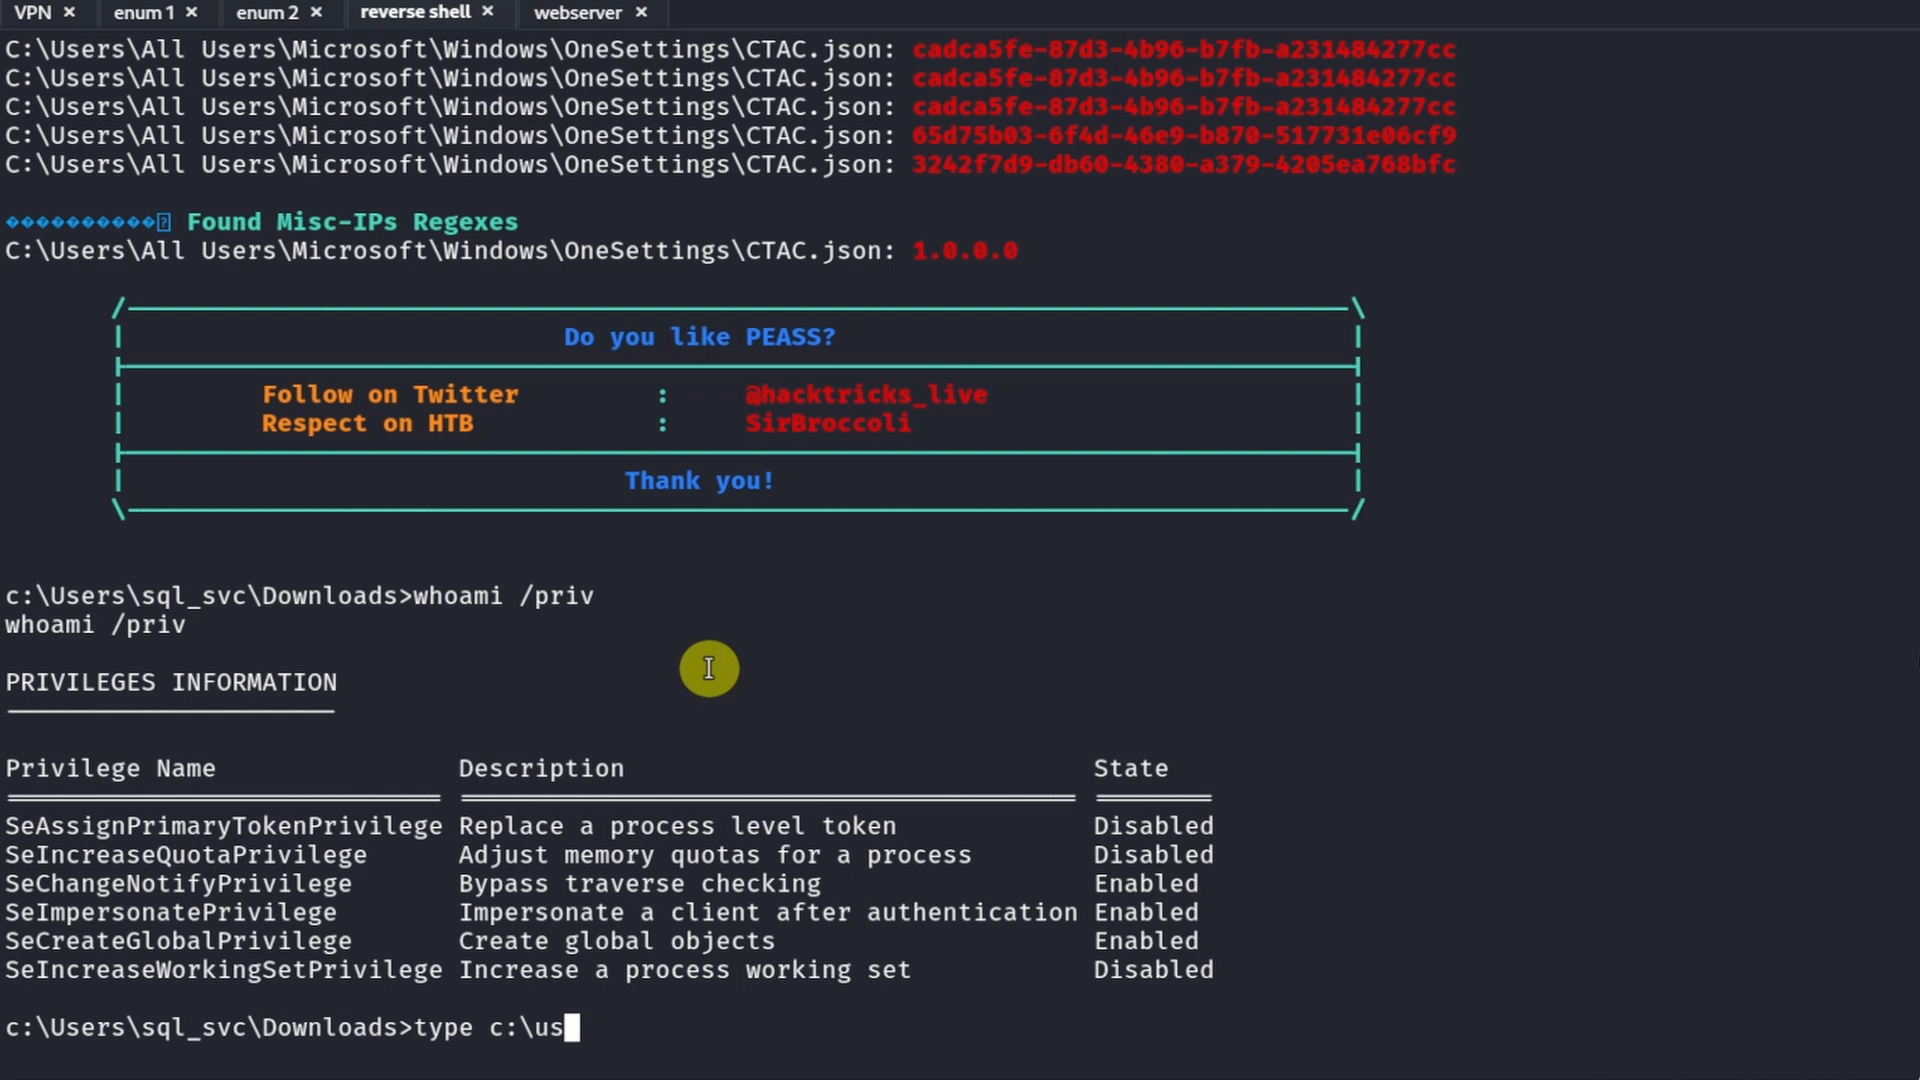 VPN × enum 1 × enum 2 × reverse shell × webserver ×
C:\Users\All Users\Microsoft\Windows\OneSettings\CTAC.json: cadca5fe-87d3-4b96-b7fb-a231484277cc
C:\Users\All Users\Microsoft\Windows\OneSettings\CTAC.json: cadca5fe-87d3-4b96-b7fb-a231484277cc
C:\Users\All Users\Microsoft\Windows\OneSettings\CTAC.json: cadca5fe-87d3-4b96-b7fb-a231484277cc
C:\Users\All Users\Microsoft\Windows\OneSettings\CTAC.json: 65d75b03-6f4d-46e9-b870-517731e06cf9
C:\Users\All Users\Microsoft\Windows\OneSettings\CTAC.json: 3242f7d9-db60-4380-a379-4205ea768bfc
Found Misc-IPs Regexes
C:\Users\All Users\Microsoft\Windows\OneSettings\CTAC.json: 1.0.0.0
Do you like PEASS?
Follow on Twitter : @hacktricks_live
Respect on HTB : SirBroccoli
Thank you!
c:\Users\sql_svc\Downloads>whoami /priv
whoami /priv
PRIVILEGES INFORMATION
Privilege Name Description State
SeAssignPrimaryTokenPrivilege Replace a process level token Disabled
SeIncreaseQuotaPrivilege Adjust memory quotas for a process Disabled
SeChangeNotifyPrivilege Bypass traverse checking Enabled
SeImpersonatePrivilege Impersonate a client after authentication Enabled
SeCreateGlobalPrivilege Create global objects Enabled
SeIncreaseWorkingSetPrivilege Increase a process working set Disabled
c:\Users\sql_svc\Downloads>type c:\us